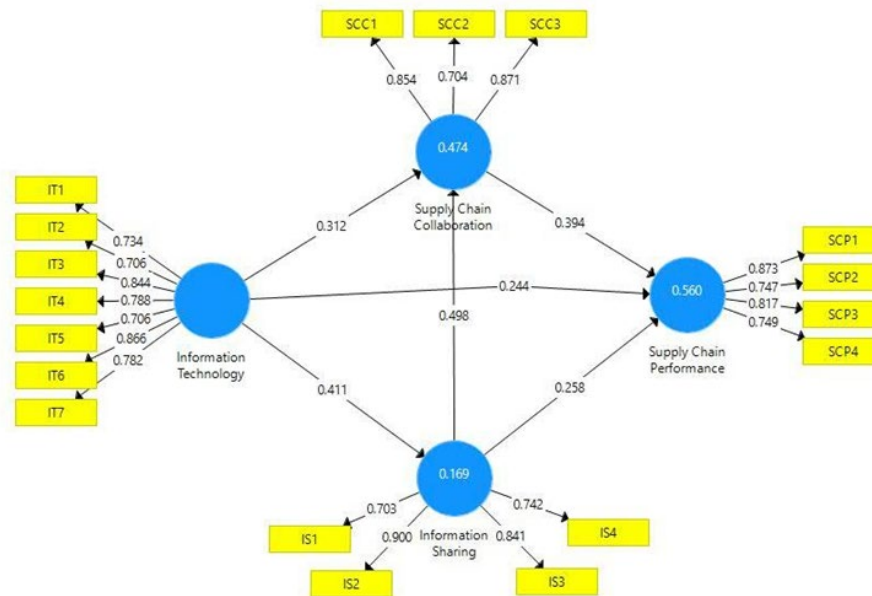 SCC1
SCC2
SCC3
0.854
0.704
0.871
0.474
Supply Chain
Collaboration
IT1
IT2
IT3
IT4
IT5
IT6
IT7
0.734
0.706
0.844
0.788
0.706
0.866
0.782
Information
Technology
0.312
0.394
0.244
0.498
0.411
0.258
0.560
Supply Chain
Performance
SCP1
SCP2
SCP3
SCP4
0.873
0.747
0.817
0.749
0.169
Information
Sharing
0.703
0.900
0.841
0.742
IS1
IS2
IS3
IS4